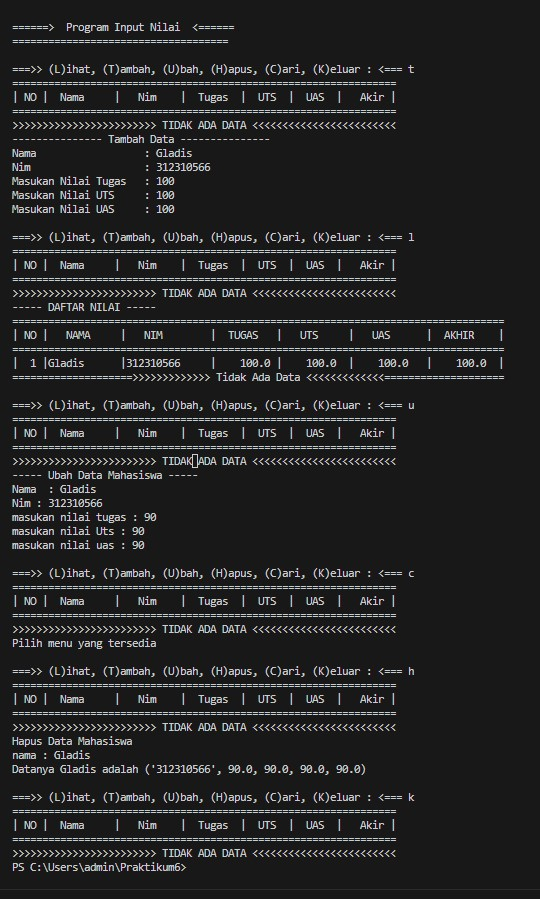 ======>  Program Input Nilai  <======
====================================

===>> (L)ihat, (T)ambah, (U)bah, (H)apus, (C)ari, (K)eluar : <=== t
================================================================
| NO |  Nama     |   Nim     |  Tugas  |  UTS  |  UAS  |   Akir |
================================================================
>>>>>>>>>>>>>>>>>>>>>>>> TIDAK ADA DATA <<<<<<<<<<<<<<<<<<<<<<<<
--------------- Tambah Data ---------------
Nama                  : Gladis
Nim                   : 312310566
Masukan Nilai Tugas   : 100
Masukan Nilai UTS     : 100
Masukan Nilai UAS     : 100

===>> (L)ihat, (T)ambah, (U)bah, (H)apus, (C)ari, (K)eluar : <=== l
================================================================
| NO |  Nama     |   Nim     |  Tugas  |  UTS  |  UAS  |   Akir |
================================================================
>>>>>>>>>>>>>>>>>>>>>>>> TIDAK ADA DATA <<<<<<<<<<<<<<<<<<<<<<<<
----- DAFTAR NILAI -----
==================================================================================
| NO |   NAMA     |   NIM        |  TUGAS   |   UTS     |   UAS      |  AKHIR    |
==================================================================================
|  1 |Gladis      |312310566     |    100.0 |    100.0  |    100.0   |    100.0  |
====================>>>>>>>>>>>>> Tidak Ada Data <<<<<<<<<<<<<====================

===>> (L)ihat, (T)ambah, (U)bah, (H)apus, (C)ari, (K)eluar : <=== u
================================================================
| NO |  Nama     |   Nim     |  Tugas  |  UTS  |  UAS  |   Akir |
================================================================
>>>>>>>>>>>>>>>>>>>>>>>> TIDAK ADA DATA <<<<<<<<<<<<<<<<<<<<<<<<
----- Ubah Data Mahasiswa -----
Nama  : Gladis
Nim : 312310566
masukan nilai tugas : 90
masukan nilai Uts : 90
masukan nilai uas : 90

===>> (L)ihat, (T)ambah, (U)bah, (H)apus, (C)ari, (K)eluar : <=== c
================================================================
| NO |  Nama     |   Nim     |  Tugas  |  UTS  |  UAS  |   Akir |
================================================================
>>>>>>>>>>>>>>>>>>>>>>>> TIDAK ADA DATA <<<<<<<<<<<<<<<<<<<<<<<<
Pilih menu yang tersedia

===>> (L)ihat, (T)ambah, (U)bah, (H)apus, (C)ari, (K)eluar : <=== h
================================================================
| NO |  Nama     |   Nim     |  Tugas  |  UTS  |  UAS  |   Akir |
================================================================
>>>>>>>>>>>>>>>>>>>>>>>> TIDAK ADA DATA <<<<<<<<<<<<<<<<<<<<<<<<
Hapus Data Mahasiswa
nama : Gladis
Datanya Gladis adalah ('312310566', 90.0, 90.0, 90.0, 90.0)

===>> (L)ihat, (T)ambah, (U)bah, (H)apus, (C)ari, (K)eluar : <=== k
================================================================
| NO |  Nama     |   Nim     |  Tugas  |  UTS  |  UAS  |   Akir |
================================================================
>>>>>>>>>>>>>>>>>>>>>>>> TIDAK ADA DATA <<<<<<<<<<<<<<<<<<<<<<<<
PS C:\Users\admin\Praktikum6>